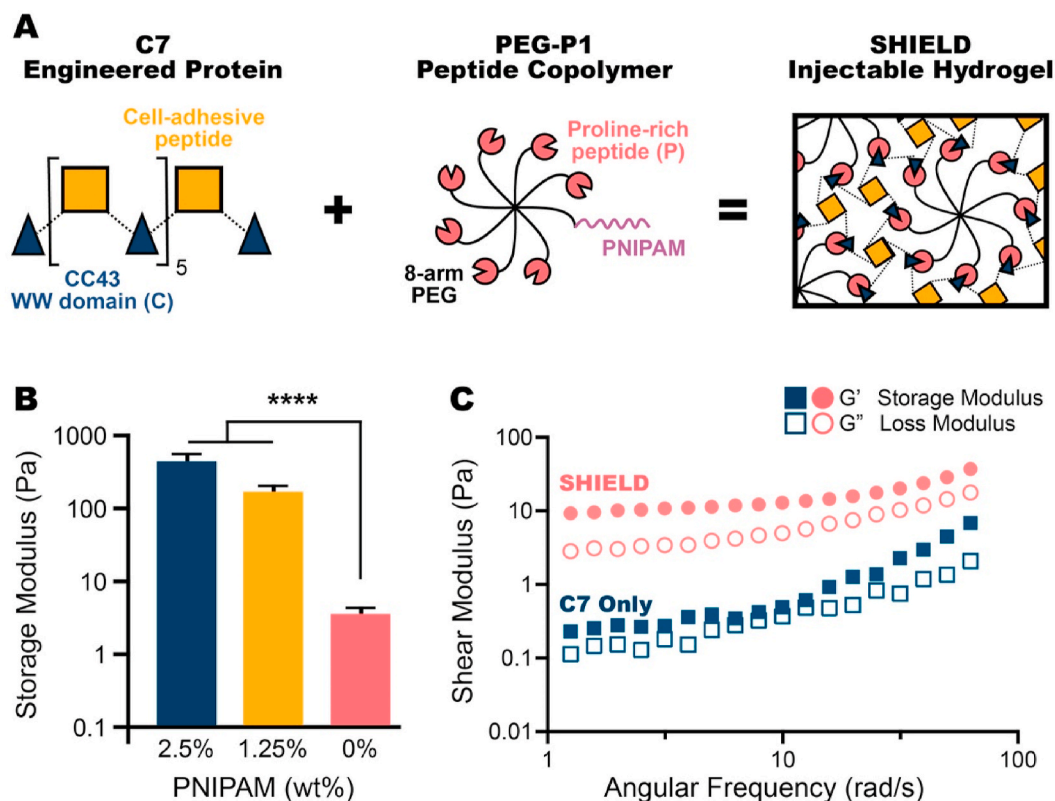 A
C7
Engineered Protein
PEG-P1
Peptide Copolymer
SHIELD
Injectable Hydrogel
Cell-adhesive
peptide
5
CC43
WW domain (C)
+
Proline-rich
peptide (P)
PNIPAM
8-arm
PEG
=
B
****
Storage Modulus (Pa)
1000
100
10
1
0.1
2.5%
1.25%
0%
PNIPAM (wt%)
C
G' Storage Modulus
G" Loss Modulus
Shear Modulus (Pa)
100
10
1
0.1
0.01
SHIELD
C7 Only
1
10
100
Angular Frequency (rad/s)